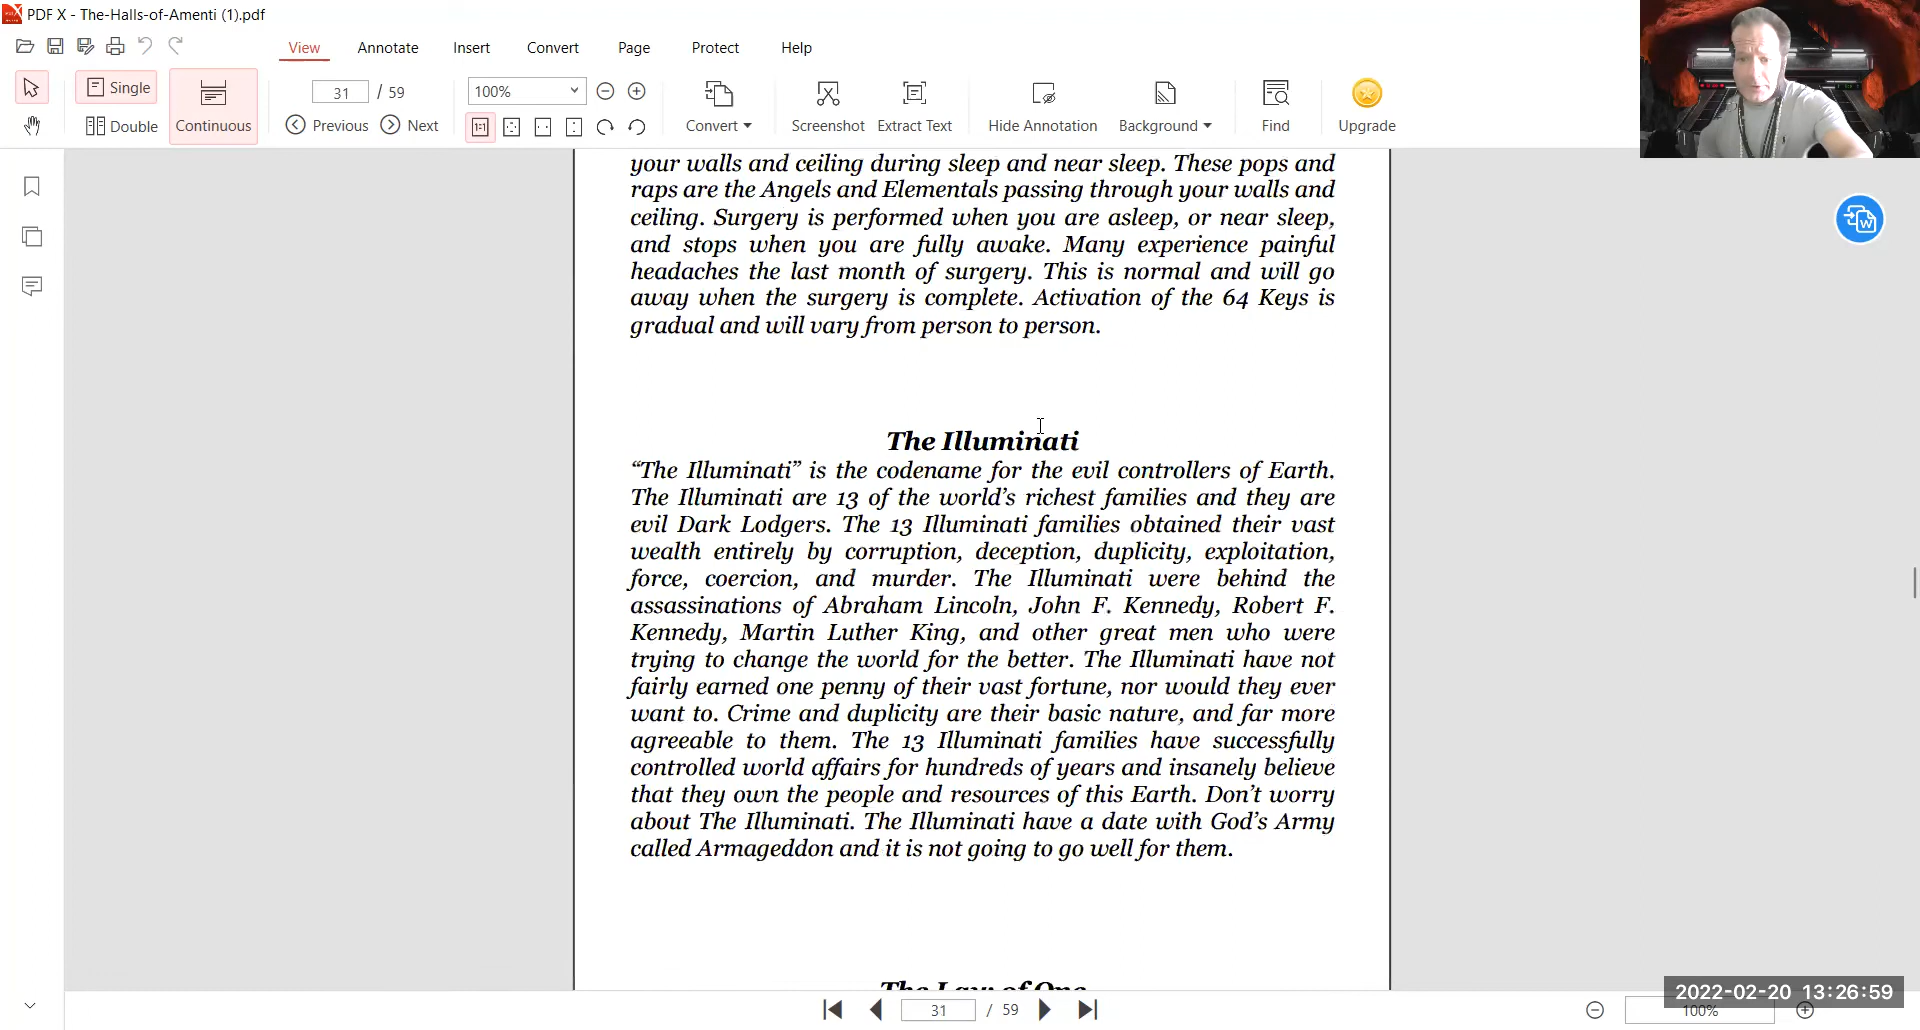 PDF X - The-Halls-of-Amenti (1).pdf
View Annotate Insert Convert Page Protect Help
Single
Double
Continuous
31 / 59
Previous Next
100%
Convert
Screenshot Extract Text
Hide Annotation Background
Find
Upgrade
your walls and ceiling during sleep and near sleep. These pops and
raps are the Angels and Elementals passing through your walls and
ceiling. Surgery is performed when you are asleep, or near sleep,
and stops when you are fully awake. Many experience painful
headaches the last month of surgery. This is normal and will go
away when the surgery is complete. Activation of the 64 Keys is
gradual and will vary from person to person.
The Illuminati
“The Illuminati” is the codename for the evil controllers of Earth.
The Illuminati are 13 of the world’s richest families and they are
evil Dark Lodgers. The 13 Illuminati families obtained their vast
wealth entirely by corruption, deception, duplicity, exploitation,
force, coercion, and murder. The Illuminati were behind the
assassinations of Abraham Lincoln, John F. Kennedy, Robert F.
Kennedy, Martin Luther King, and other great men who were
trying to change the world for the better. The Illuminati have not
fairly earned one penny of their vast fortune, nor would they ever
want to. Crime and duplicity are their basic nature, and far more
agreeable to them. The 13 Illuminati families have successfully
controlled world affairs for hundreds of years and insanely believe
that they own the people and resources of this Earth. Don’t worry
about The Illuminati. The Illuminati have a date with God’s Army
called Armageddon and it is not going to go well for them.
The Law of One
31 / 59
2022-02-20 13:26:59
100%